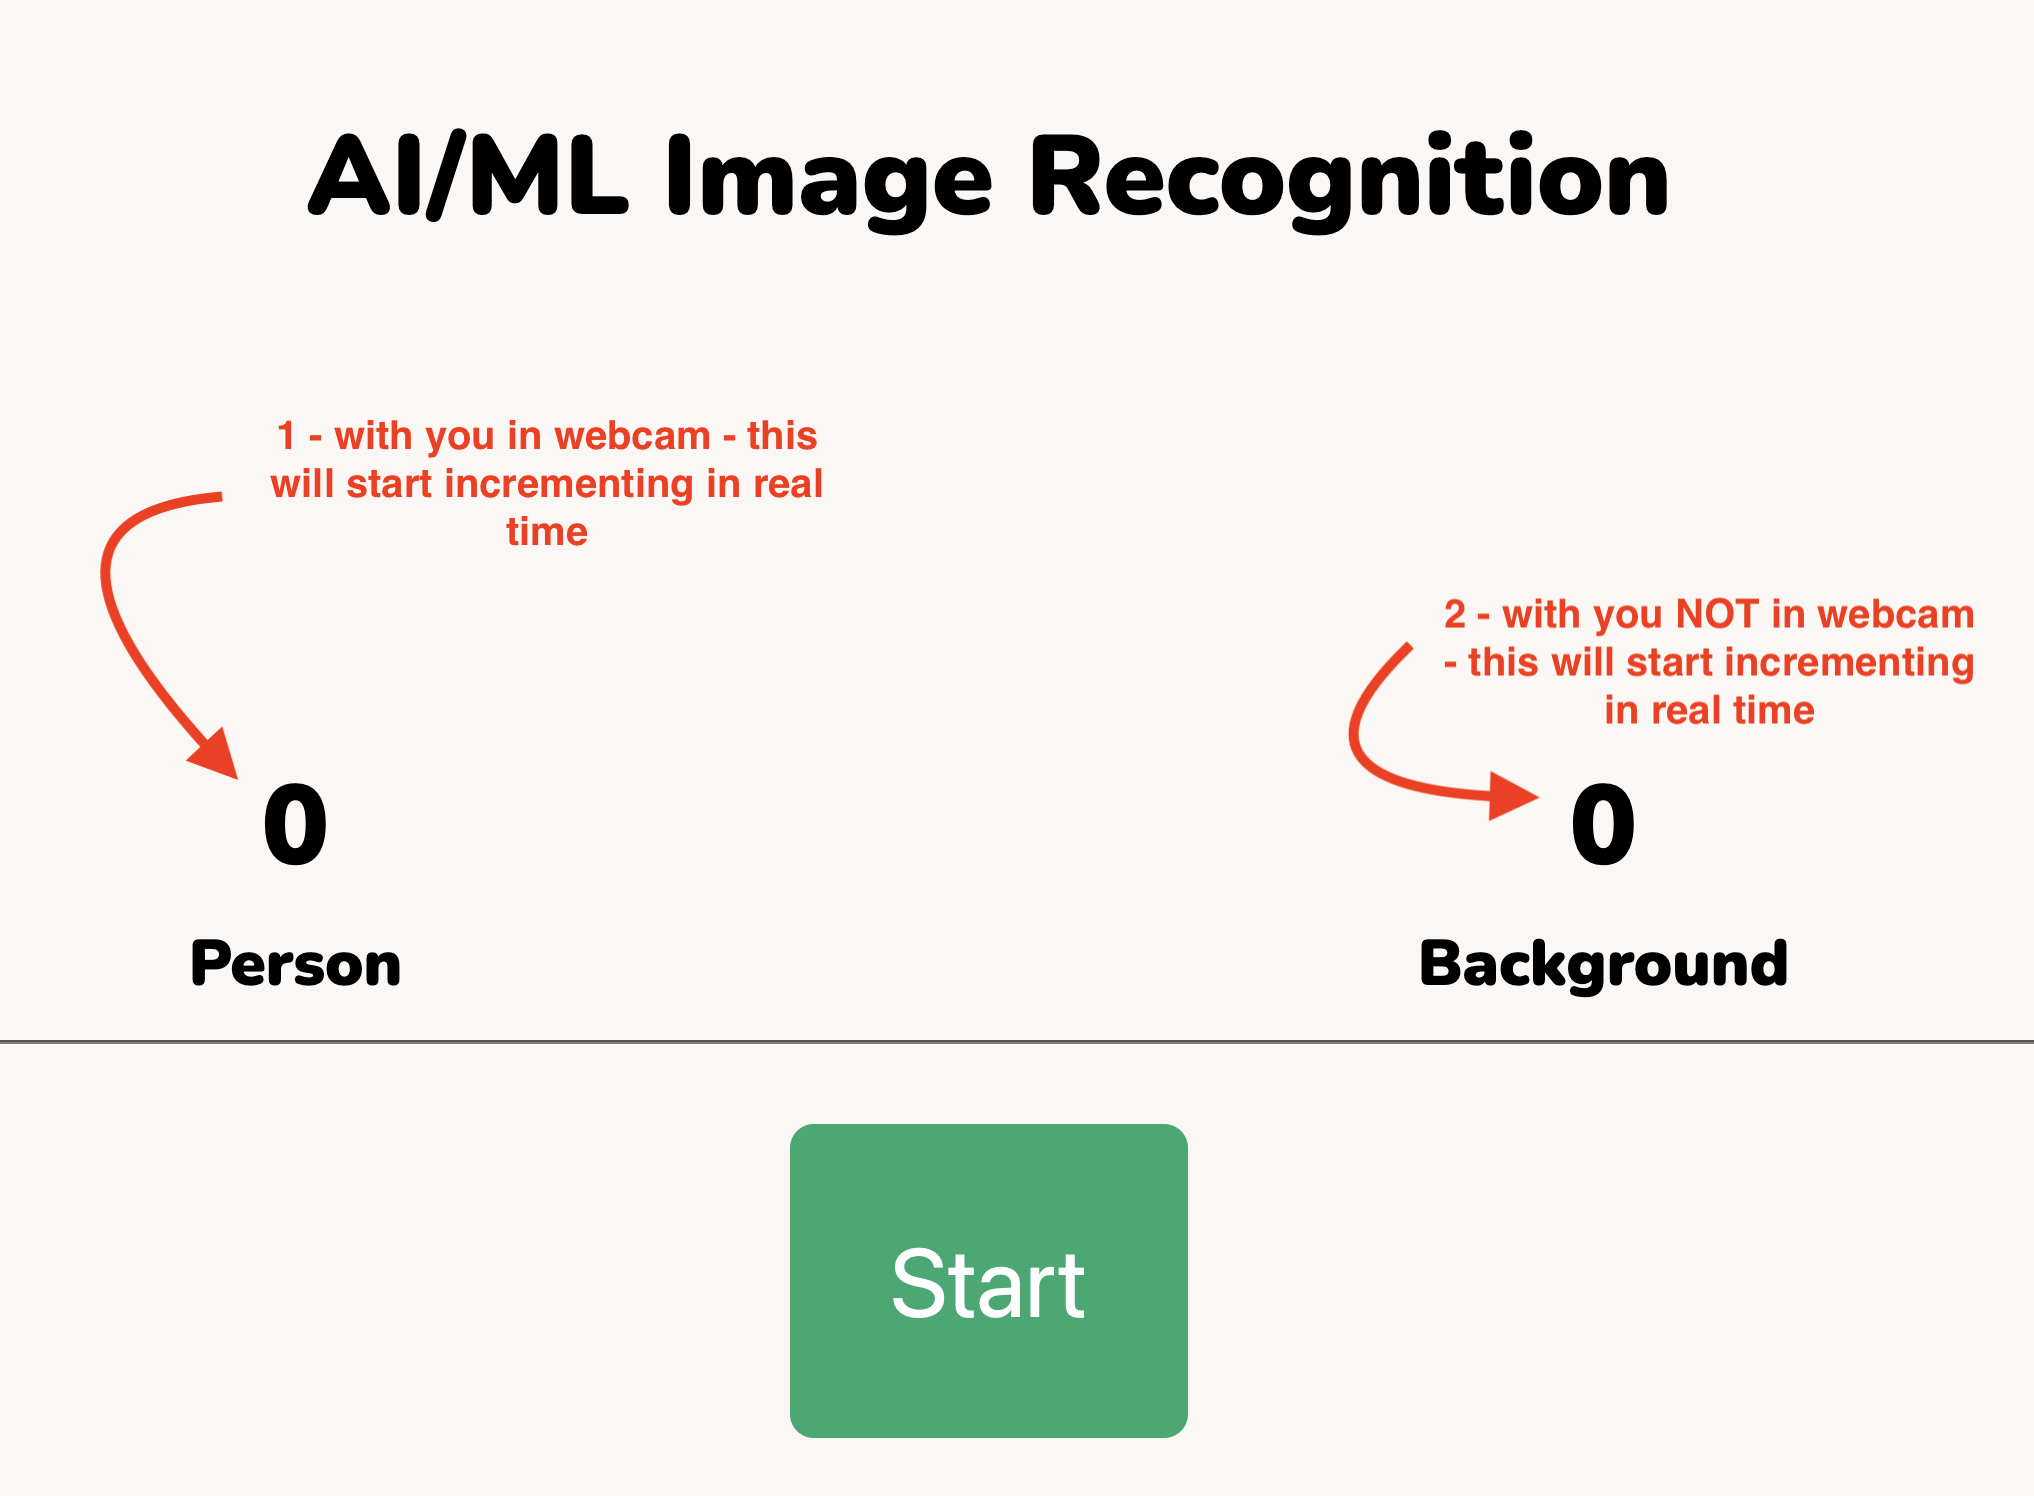 AI/ML Image Recognition
1 - with you in webcam - this
will start incrementing in real
time
2 - with you NOT in webcam
- this will start incrementing
in real time
0
0
Person
Background
Start